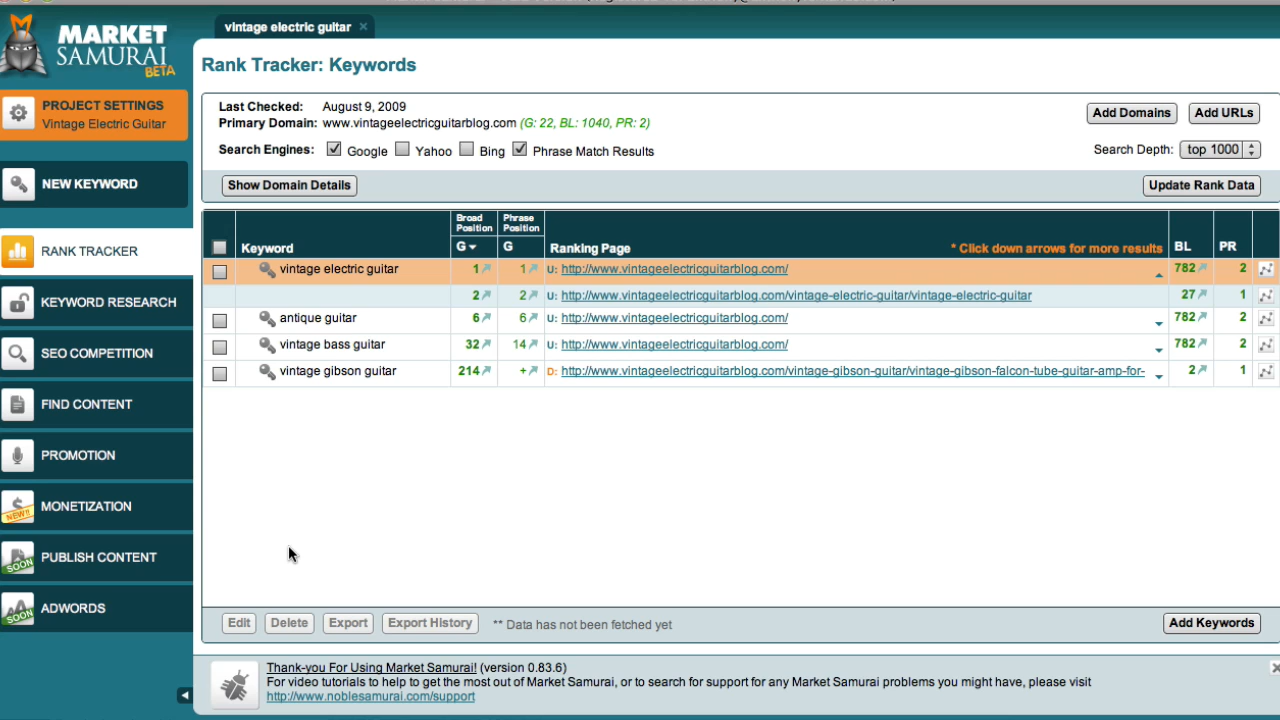 MARKET
SAMURAI
BETA
vintage electric guitar ×
Rank Tracker: Keywords
PROJECT SETTINGS
Vintage Electric Guitar
Last Checked: August 9, 2009
Primary Domain: www.vintageelectricguitarblog.com (G: 22, BL: 1040, PR: 2)
Add Domains Add URLs
Search Engines: Google Yahoo Bing Phrase Match Results
Search Depth: top 1000
Show Domain Details Update Rank Data
NEW KEYWORD
RANK TRACKER
KEYWORD RESEARCH
SEO COMPETITION
FIND CONTENT
PROMOTION
MONETIZATION
NEW!!
PUBLISH CONTENT
SOON
ADWORDS
SOON
Broad Position Phrase Position
Keyword G G Ranking Page * Click down arrows for more results BL PR
vintage electric guitar 1 1 U: http://www.vintageelectricguitarblog.com/ 782 2
2 2 U: http://www.vintageelectricguitarblog.com/vintage-electric-guitar/vintage-electric-guitar 27 1
antique guitar 6 6 U: http://www.vintageelectricguitarblog.com/ 782 2
vintage bass guitar 32 14 U: http://www.vintageelectricguitarblog.com/ 782 2
vintage gibson guitar 214 + D: http://www.vintageelectricguitarblog.com/vintage-gibson-guitar/vintage-gibson-falcon-tube-guitar-amp-for- 2 1
Edit Delete Export Export History ** Data has not been fetched yet Add Keywords
Thank-you For Using Market Samurai! (version 0.83.6)
For video tutorials to help to get the most out of Market Samurai, or to search for support for any Market Samurai problems you might have, please visit
http://www.noblesamurai.com/support